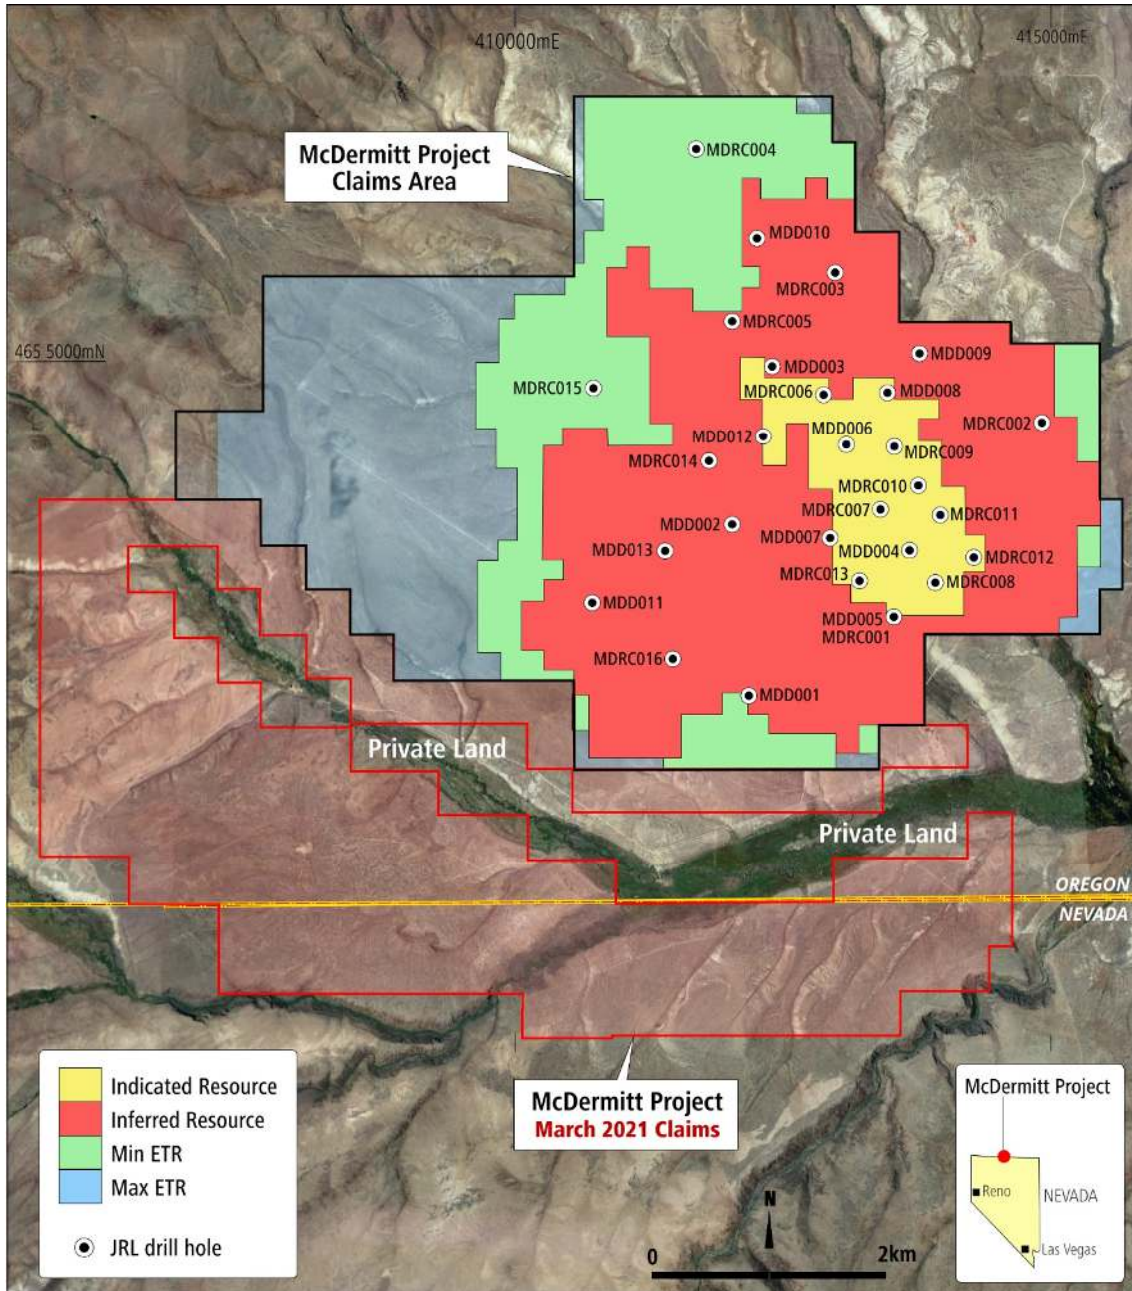 410000mE
415000mE
McDermitt Project
Claims Area
MDRC004
MDD010
MDRC003
MDRC005
465 5000mN
MDD009
MDD003
MDRC015
MDRC006
MDD008
MDRC002
MDD012
MDD006
MDRC009
MDRC014
MDRC010
MDRC007
MDRC011
MDD002
MDD007
MDD013
MDD004
MDRC012
MDRC013
MDRC008
MDD011
MDD005
MDRC001
MDRC016
MDD001
Private Land
Private Land
OREGON
NEVADA
Indicated Resource
Inferred Resource
Min ETR
Max ETR
JRL drill hole
McDermitt Project
March 2021 Claims
N
0
2km
McDermitt Project
Reno
NEVADA
Las Vegas